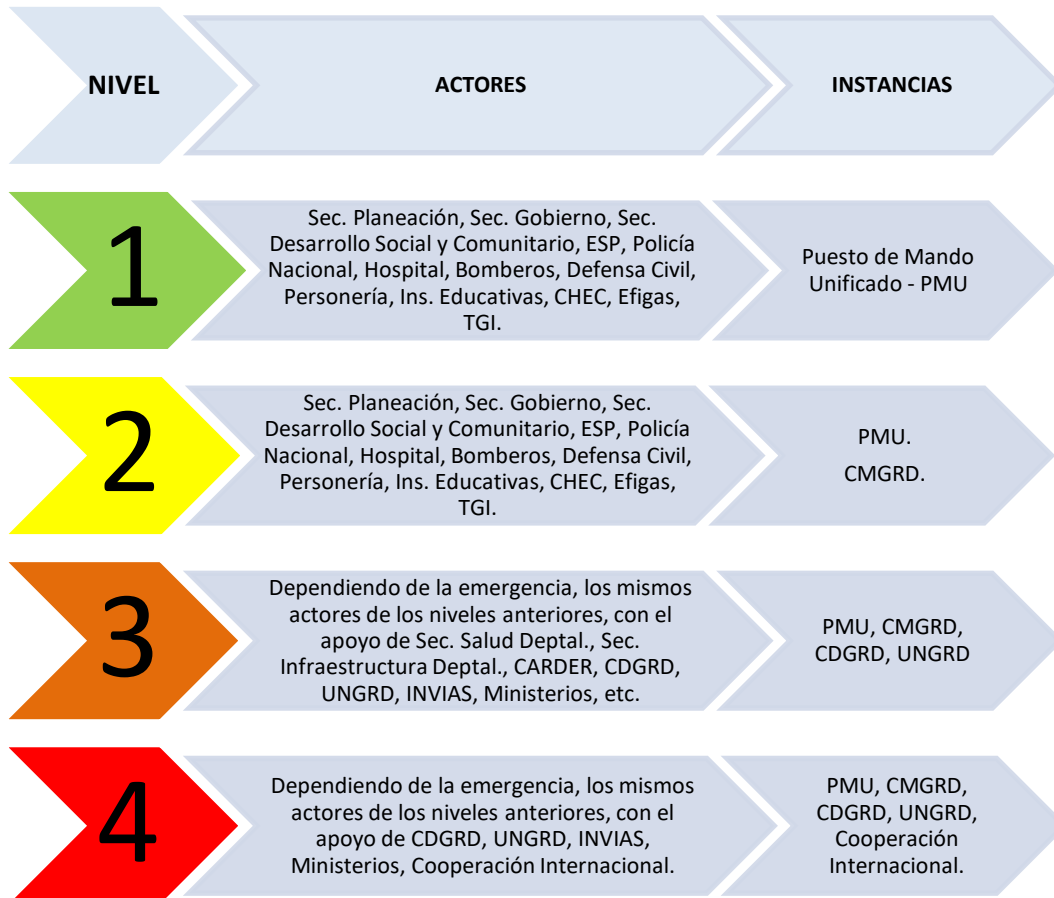 NIVEL
ACTORES
INSTANCIAS
1
Sec. Planeación, Sec. Gobierno, Sec.
Desarrollo Social y Comunitario, ESP, Policía
Nacional, Hospital, Bomberos, Defensa Civil,
Personería, Ins. Educativas, CHEC, Efigas,
TGI.
Puesto de Mando
Unificado - PMU
2
Sec. Planeación, Sec. Gobierno, Sec.
Desarrollo Social y Comunitario, ESP, Policía
Nacional, Hospital, Bomberos, Defensa Civil,
Personería, Ins. Educativas, CHEC, Efigas,
TGI.
PMU.
CMGRD.
3
Dependiendo de la emergencia, los mismos
actores de los niveles anteriores, con el
apoyo de Sec. Salud Deptal., Sec.
Infraestructura Deptal., CARDER, CDGRD,
UNGRD, INVIAS, Ministerios, etc.
PMU, CMGRD,
CDGRD, UNGRD
4
Dependiendo de la emergencia, los mismos
actores de los niveles anteriores, con el
apoyo de CDGRD, UNGRD, INVIAS,
Ministerios, Cooperación Internacional.
PMU, CMGRD,
CDGRD, UNGRD,
Cooperación
Internacional.